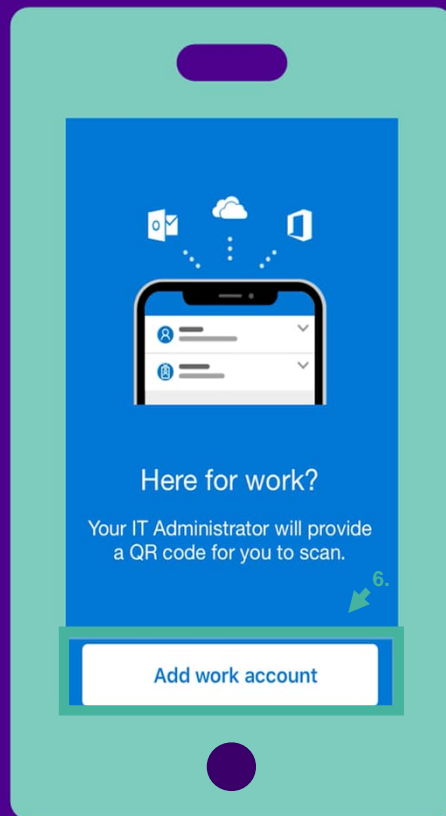 Here for work?
Your IT Administrator will provide
a QR code for you to scan.
6.
Add work account